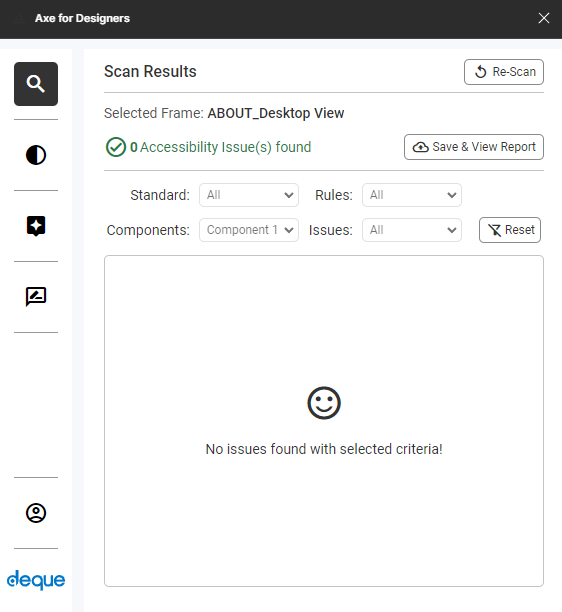 Axe for Designers
Scan Results
Re-Scan
Selected Frame: ABOUT_Desktop View
0 Accessibility Issue(s) found
Save & View Report
Standard: All Rules: All
Components: Component 1 Issues: All Reset
No issues found with selected criteria!
deque